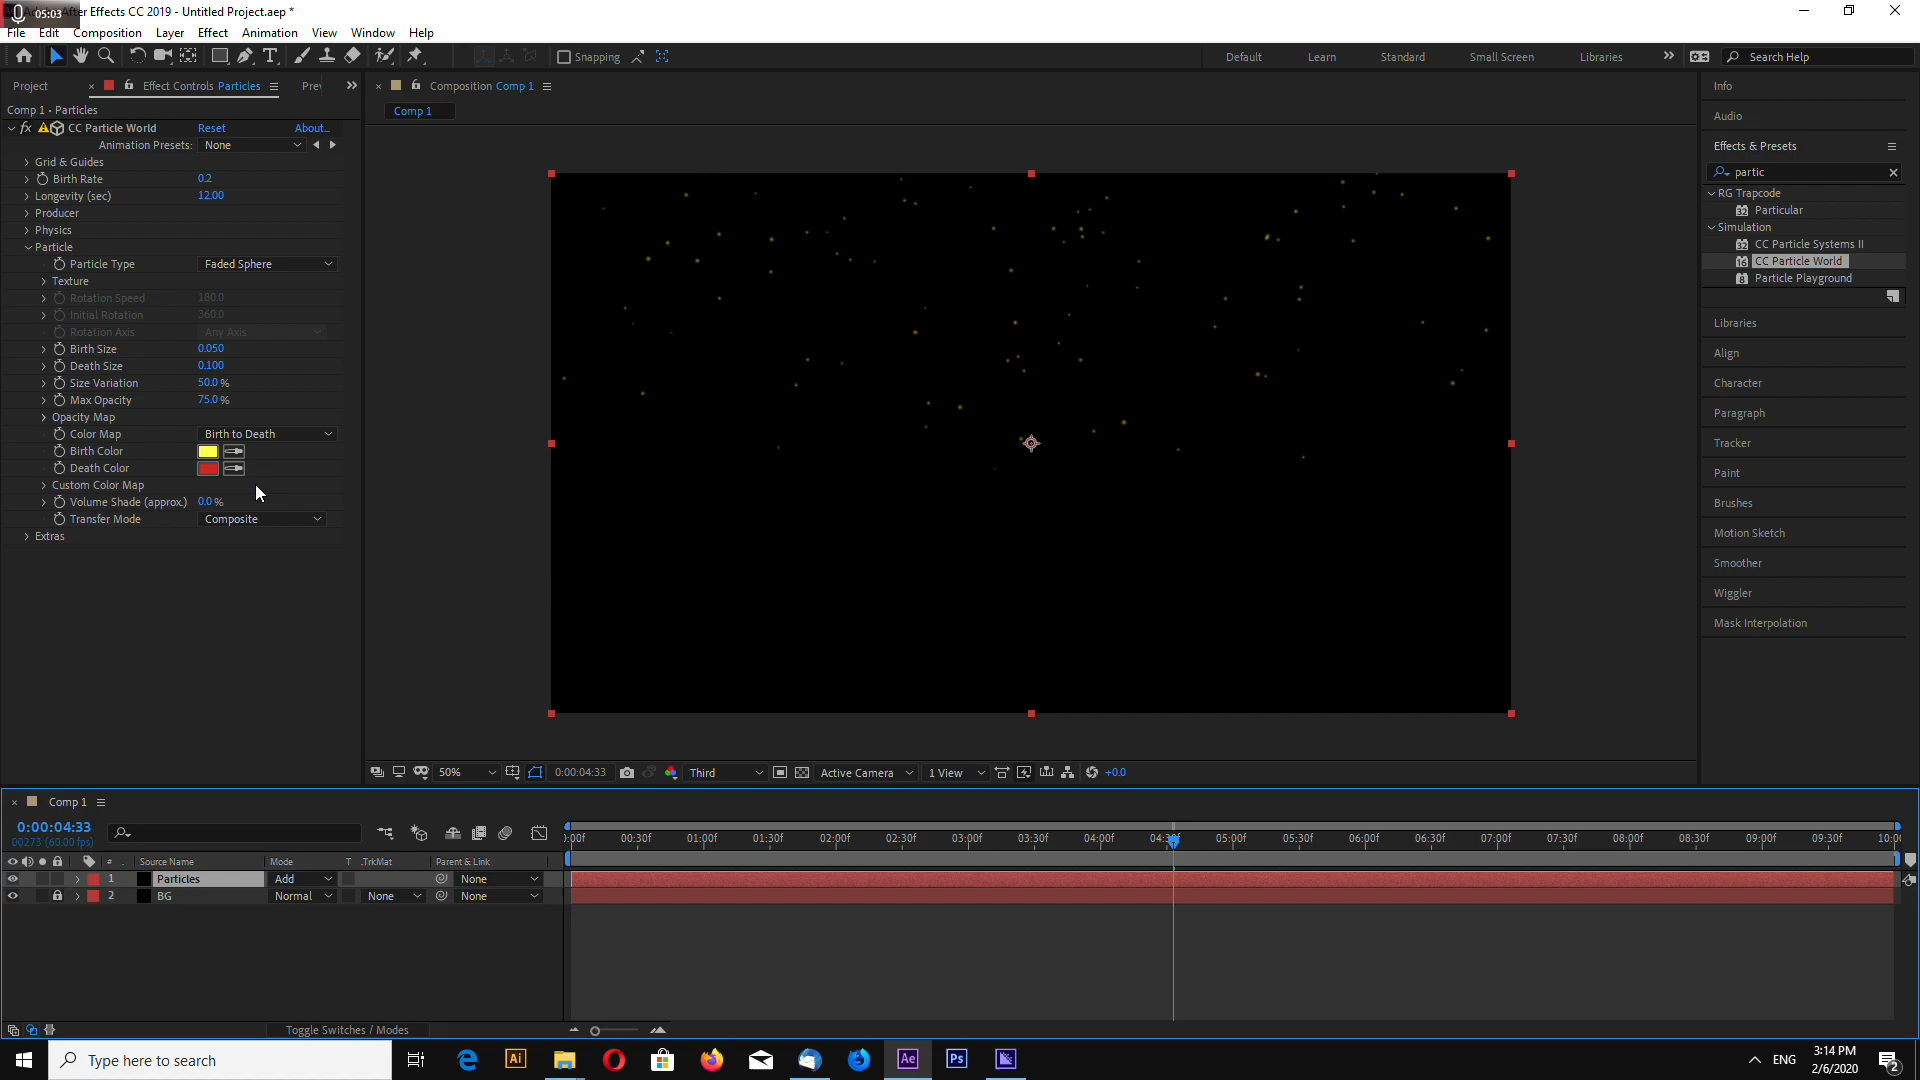 05:03
After Effects CC 2019 - Untitled Project.aep *
File Edit Composition Layer Effect Animation View Window Help
Snapping
Default Learn Standard Small Screen Libraries
Search Help
Project
Effect Controls Particles
Comp 1 • Particles
fx CC Particle World Reset About...
Animation Presets: None
Grid & Guides
Birth Rate 0.2
Longevity (sec) 12.00
Producer
Physics
Particle
Particle Type Faded Sphere
Texture
Rotation Speed 180.0
Initial Rotation 360.0
Rotation Axis Any Axis
Birth Size 0.050
Death Size 0.100
Size Variation 50.0 %
Max Opacity 75.0 %
Opacity Map
Color Map Birth to Death
Birth Color
Death Color
Custom Color Map
Volume Shade (approx.) 0.0 %
Transfer Mode Composite
Extras
Composition Comp 1
Comp 1
50% 0:00:04:33 Third Active Camera 1 View +0.0
Info
Audio
Effects & Presets
partic
RG Trapcode
32 Particular
Simulation
32 CC Particle Systems II
16 CC Particle World
8 Particle Playground
Libraries
Align
Character
Paragraph
Tracker
Paint
Brushes
Motion Sketch
Smoother
Wiggler
Mask Interpolation
Comp 1
0:00:04:33
00273 (60.00 fps)
# Source Name Mode T .TrkMat Parent & Link
1 Particles Add None
2 BG Normal None None
00:30f 01:00f 01:30f 02:00f 02:30f 03:00f 03:30f 04:00f 05:00f 05:30f 06:00f 06:30f 07:00f 07:30f 08:00f 08:30f 09:00f 09:30f
Toggle Switches / Modes
Type here to search
Ai
Ae
Ps
ENG
3:14 PM
2/6/2020
2